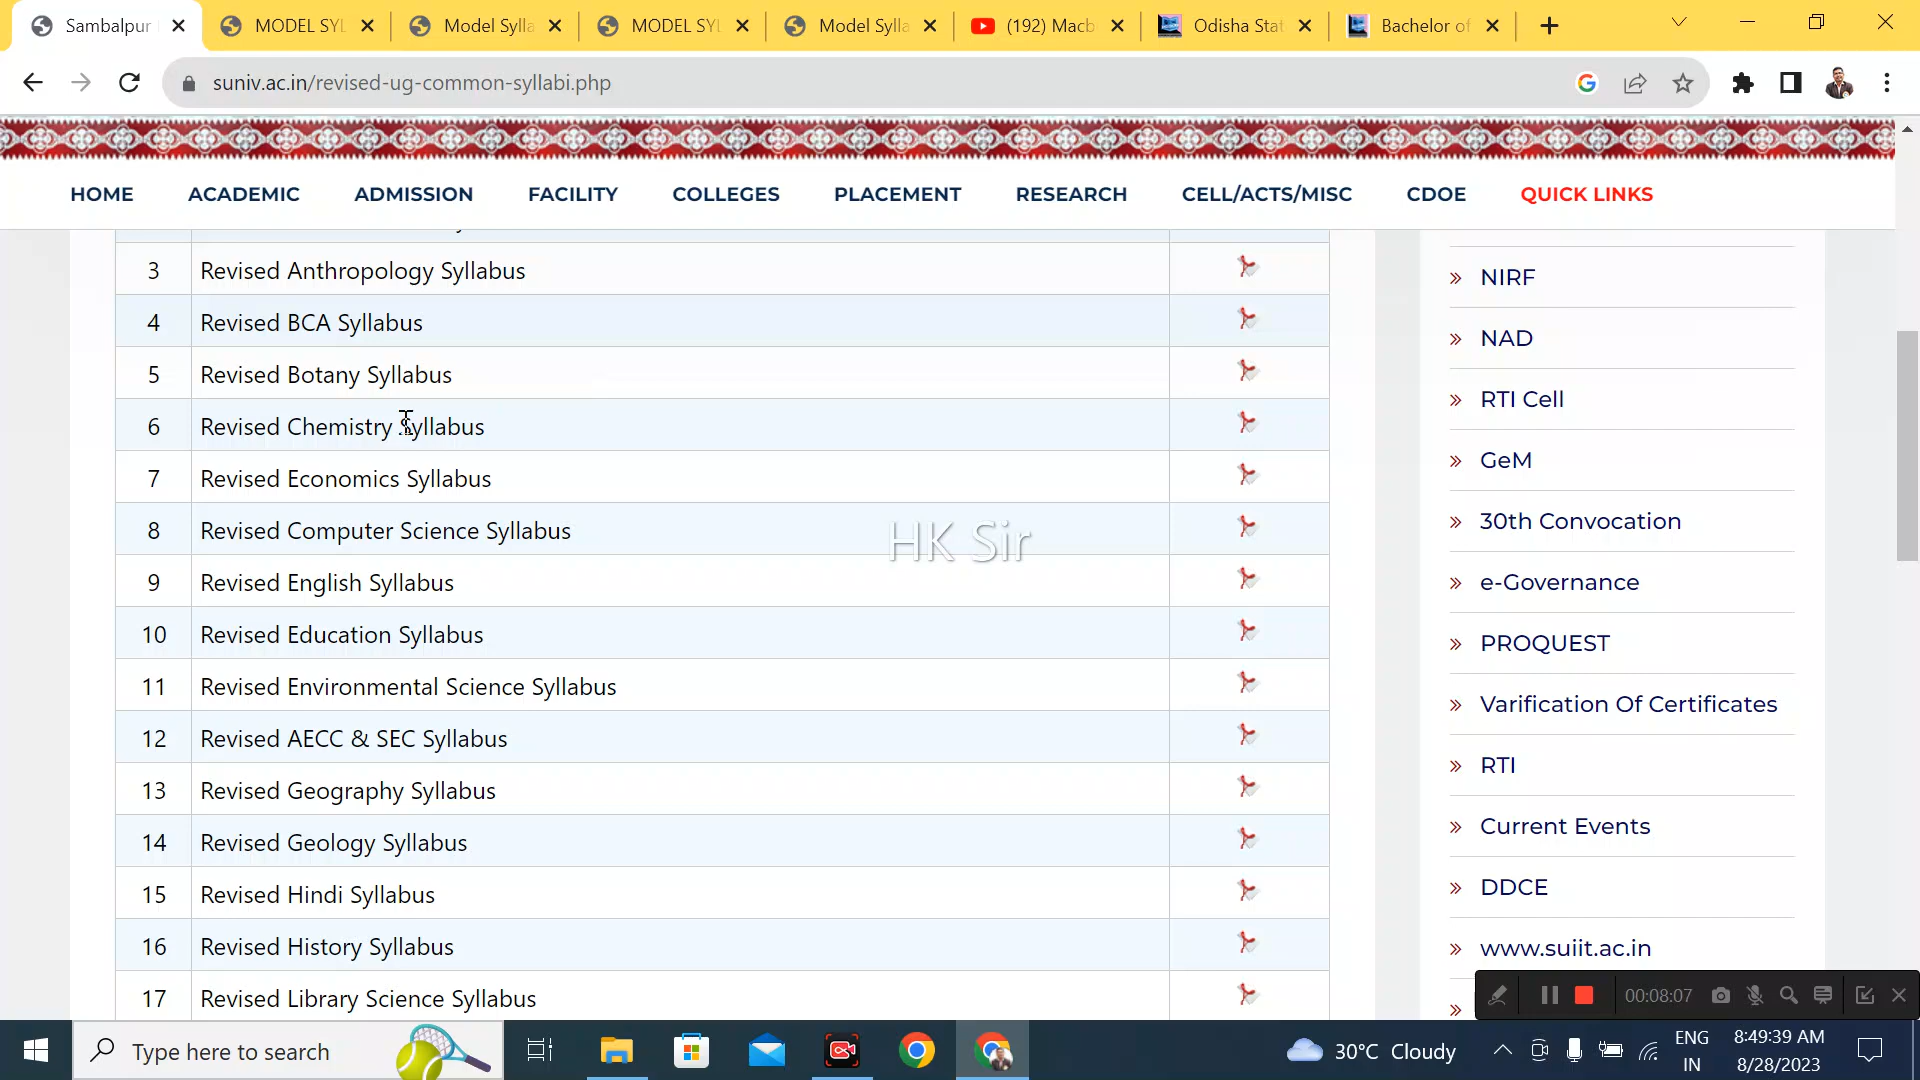 Sambalpur
MODEL SYL
Model Sylla
MODEL SYL
Model Sylla
(192) Macb
Odisha Stat
Bachelor of
suniv.ac.in/revised-ug-common-syllabi.php
HOME
ACADEMIC
ADMISSION
FACILITY
COLLEGES
PLACEMENT
RESEARCH
CELL/ACTS/MISC
CDOE
QUICK LINKS
3 Revised Anthropology Syllabus
4 Revised BCA Syllabus
5 Revised Botany Syllabus
6 Revised Chemistry Syllabus
7 Revised Economics Syllabus
8 Revised Computer Science Syllabus
9 Revised English Syllabus
10 Revised Education Syllabus
11 Revised Environmental Science Syllabus
12 Revised AECC & SEC Syllabus
13 Revised Geography Syllabus
14 Revised Geology Syllabus
15 Revised Hindi Syllabus
16 Revised History Syllabus
17 Revised Library Science Syllabus
HK Sir
NIRF
NAD
RTI Cell
GeM
30th Convocation
e-Governance
PROQUEST
Varification Of Certificates
RTI
Current Events
DDCE
www.suiit.ac.in
00:08:07
Type here to search
30°C Cloudy
ENG
IN
8:49:39 AM
8/28/2023